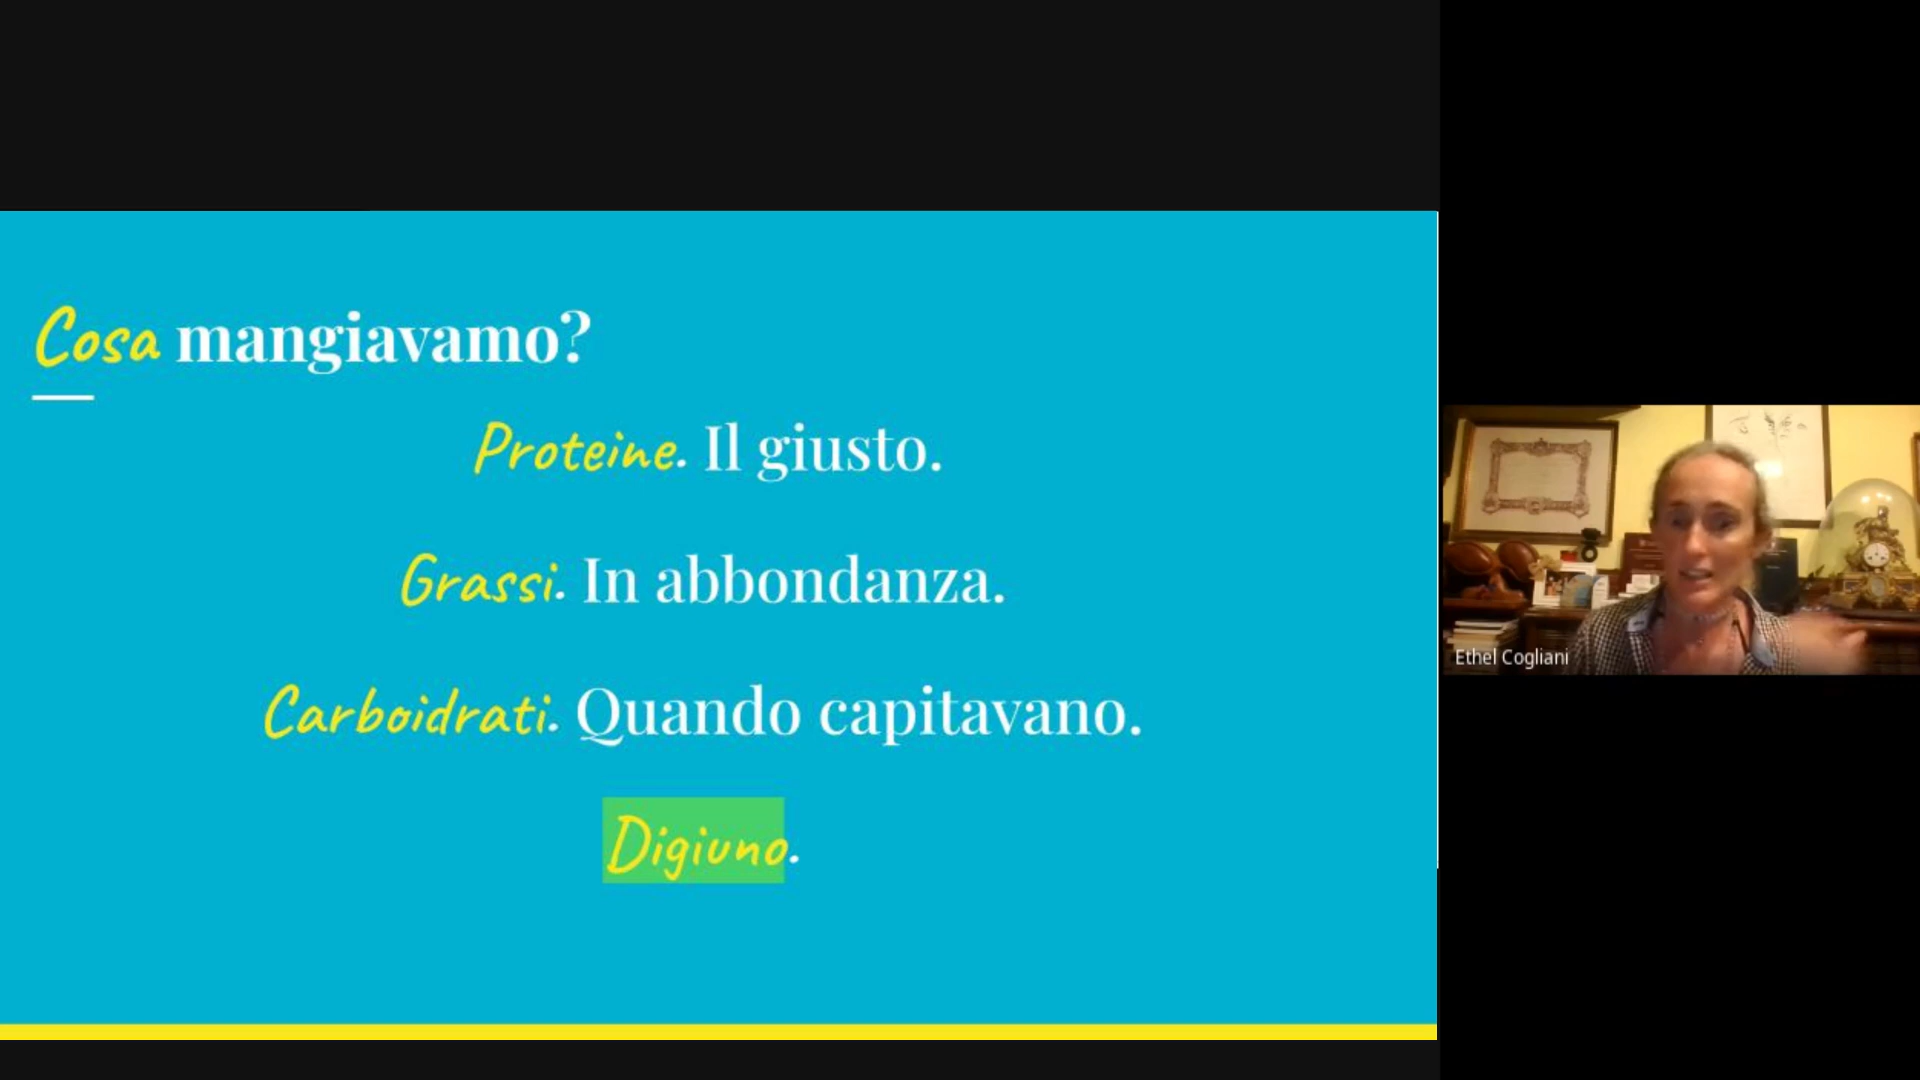 Cosa mangiavamo?
Proteine. Il giusto.
Grassi. In abbondanza.
Carboidrati. Quando capitavano.
Digiuno.
Ethel Cogliani